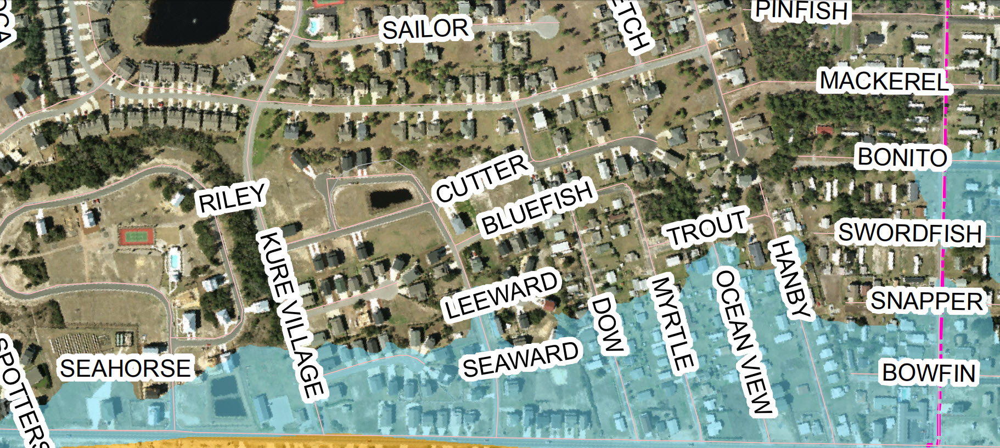 PINFISH
SAILOR
MACKEREL
BONITO
CUTTER
RILEY
BLUEFISH
TROUT
SWORDFISH
KURE VILLAGE
HANBY
LEEWARD
DOW
MYRTLE
OCEAN VIEW
SNAPPER
SEAWARD
SEAHORSE
BOWFIN
SPOTTERS